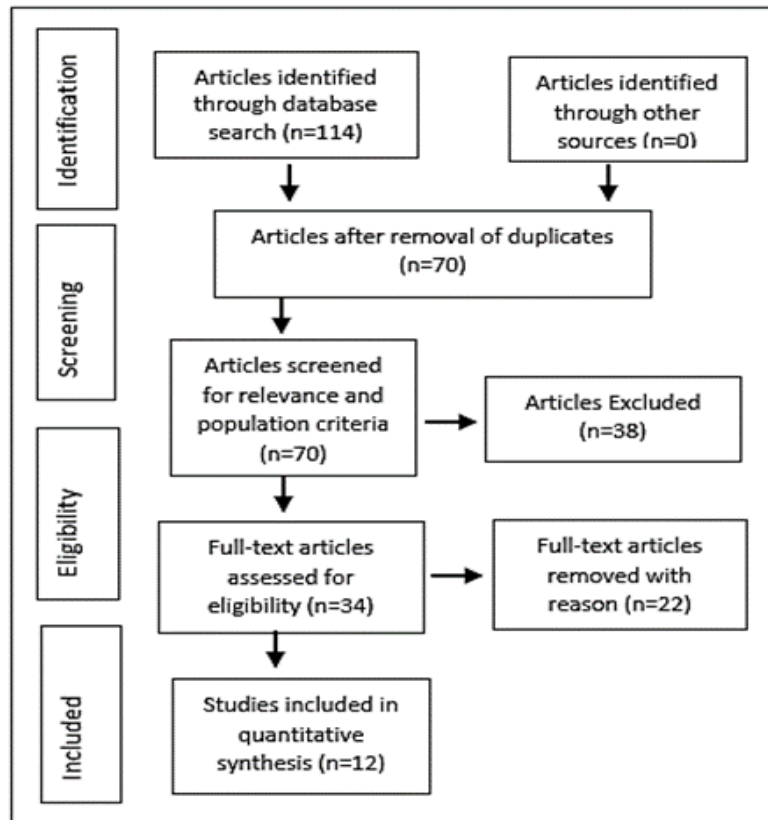 Identification
Articles identified
through database
search (n=114)
Articles identified
through other
sources (n=0)
Screening
Articles after removal of duplicates
(n=70)
Articles screened
for relevance and
population criteria
(n=70)
Articles Excluded
(n=38)
Eligibility
Full-text articles
assessed for
eligibility (n=34)
Full-text articles
removed with
reason (n=22)
Included
Studies included in
quantitative
synthesis (n=12)